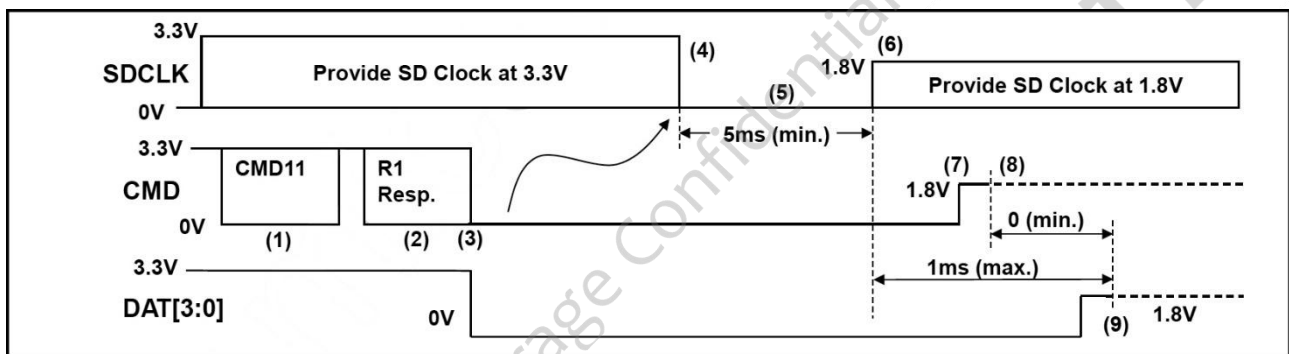 3.3V
(4)
(6)
SDCLK
Provide SD Clock at 3.3V
1.8V
Provide SD Clock at 1.8V
0V
(5)
5ms (min.)
3.3V
CMD11
R1
Resp.
(7)
(8)
CMD
1.8V
0V
(1)
(2)
(3)
0 (min.)
3.3V
1ms (max.)
DAT[3:0]
0V
(9)
1.8V
age Confidential